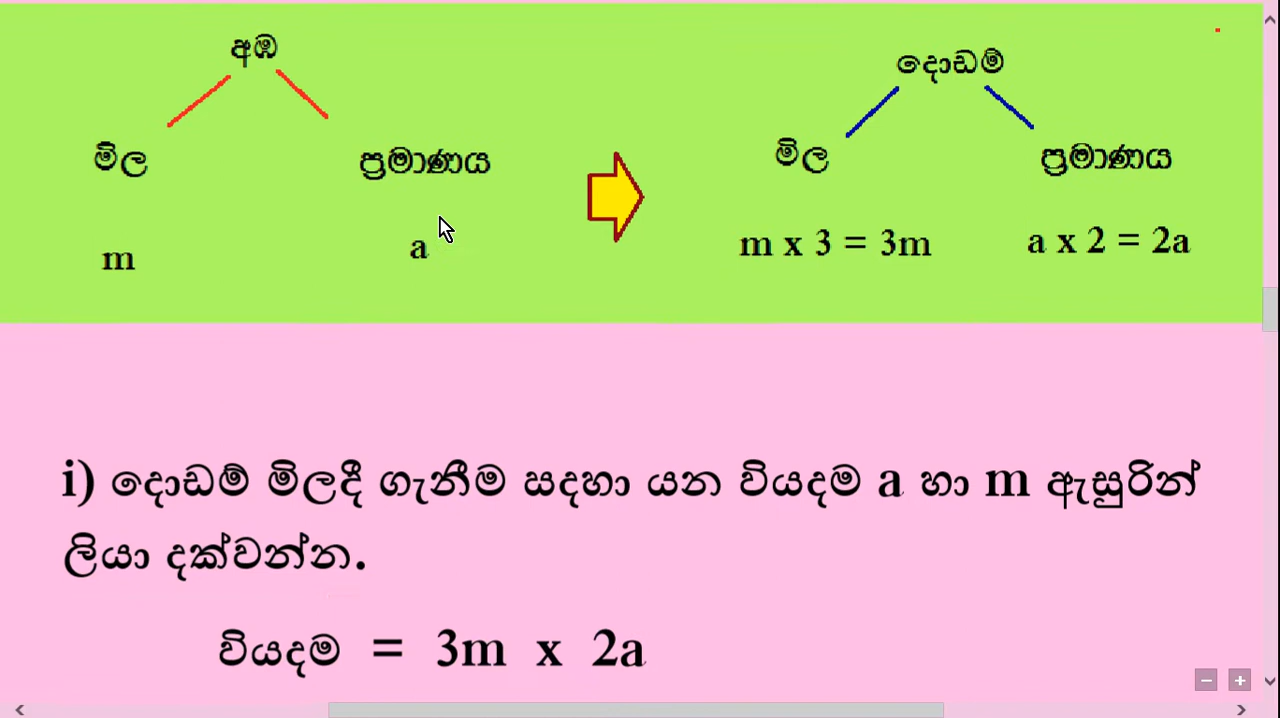 අඹ
දොඩම්
මිල
ප්‍රමාණය
මිල
ප්‍රමාණය
m
a
m x 3 = 3m
a x 2 = 2a
i) දොඩම් මිලදී ගැනීම සදහා යන වියදම a හා m ඇසුරින්
ලියා දක්වන්න.
වියදම = 3m x 2a